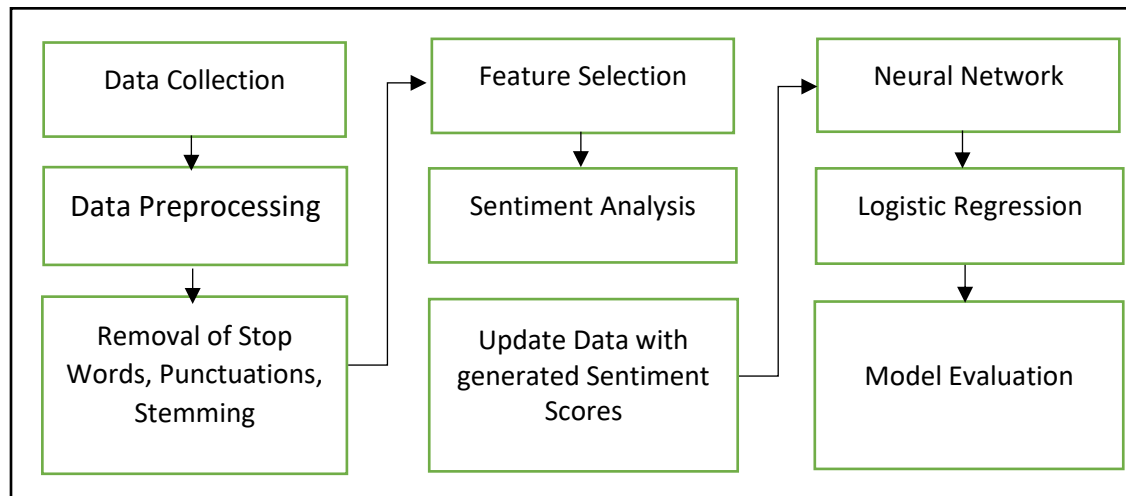 Data Collection
Data Preprocessing
Removal of Stop
Words, Punctuations,
Stemming
Feature Selection
Sentiment Analysis
Update Data with
generated Sentiment
Scores
Neural Network
Logistic Regression
Model Evaluation